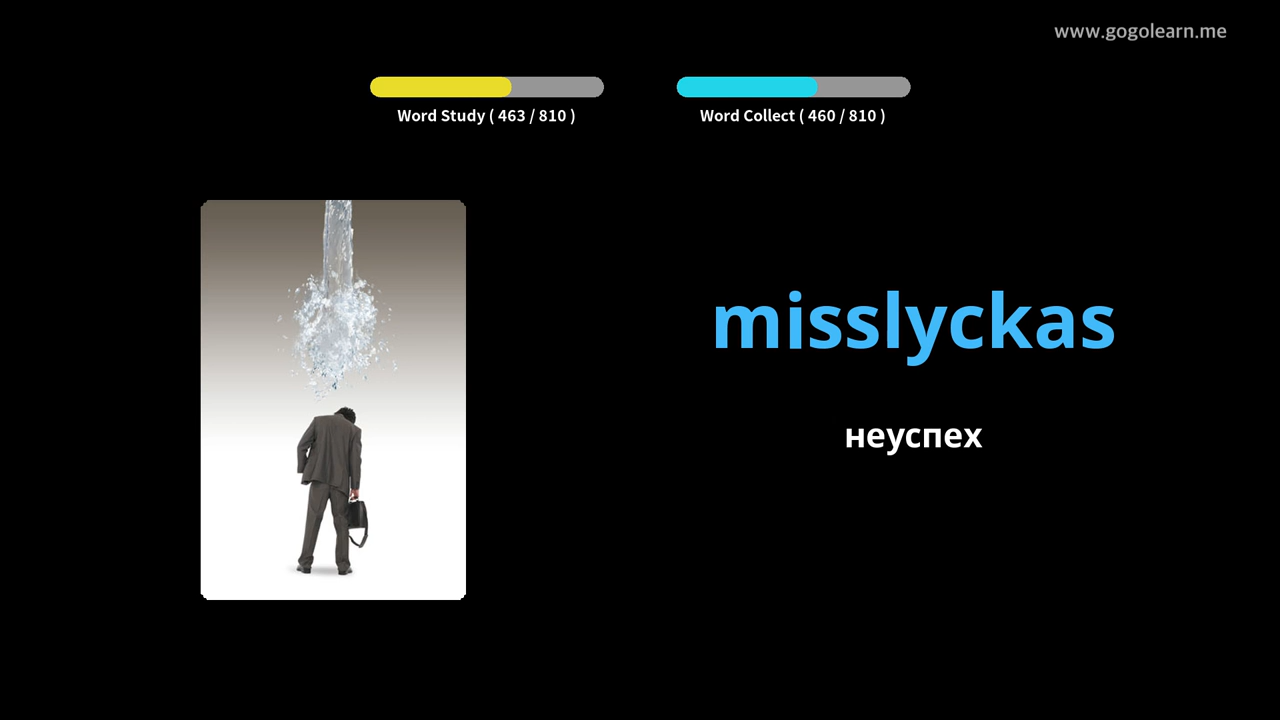 www.gogolearn.me
Word Study ( 463 / 810 )
Word Collect ( 460 / 810 )
misslyckas
неуспех